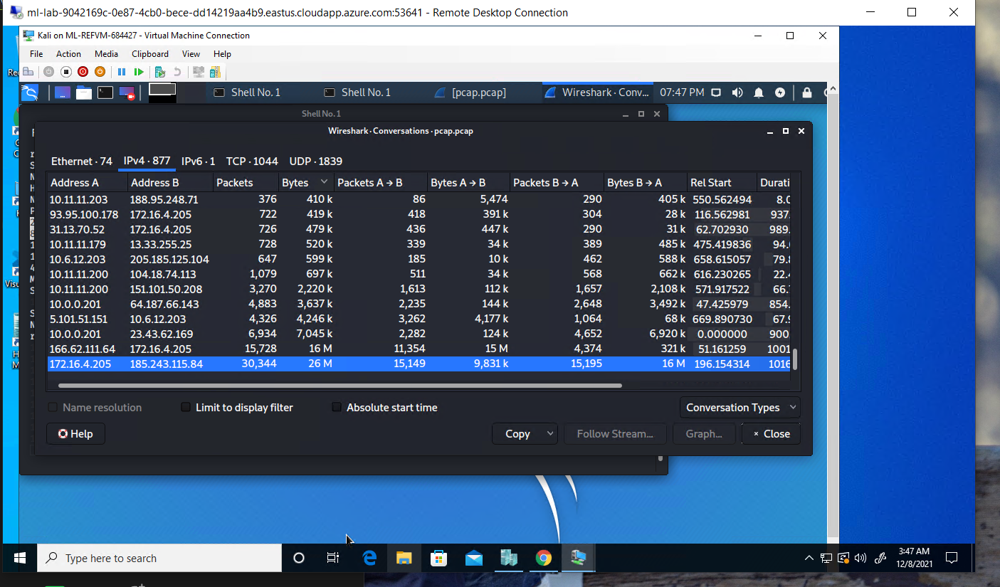 ml-lab-9042169c-0e87-4cb0-bece-dd14219aa4b9.eastus.cloudapp.azure.com:53641 - Remote Desktop Connection
Kali on ML-REFVM-684427 - Virtual Machine Connection
File Action Media Clipboard View Help
Shell No. 1 Shell No. 1 [pcap.pcap] Wireshark · Conv... 07:47 PM
Shell No. 1
Wireshark · Conversations · pcap.pcap
Ethernet · 74 IPv4 · 877 IPv6 · 1 TCP · 1044 UDP · 1839
Address A Address B Packets Bytes Packets A → B Bytes A → B Packets B → A Bytes B → A Rel Start Durati
10.11.11.203 188.95.248.71 376 410 k 86 5,474 290 405 k 550.562494 8.0
93.95.100.178 172.16.4.205 722 419 k 418 391 k 304 28 k 116.562981 937.
31.13.70.52 172.16.4.205 726 479 k 436 447 k 290 31 k 62.702930 989.
10.11.11.179 13.33.255.25 728 520 k 339 34 k 389 485 k 475.419836 94.
10.6.12.203 205.185.125.104 647 599 k 185 10 k 462 588 k 658.615057 79.
10.11.11.200 104.18.74.113 1,079 697 k 511 34 k 568 662 k 616.230265 22.
10.11.11.200 151.101.50.208 3,270 2,220 k 1,613 112 k 1,657 2,108 k 571.917522 66.
10.0.0.201 64.187.66.143 4,883 3,637 k 2,235 144 k 2,648 3,492 k 47.425979 854.
5.101.51.151 10.6.12.203 4,326 4,246 k 3,262 4,177 k 1,064 68 k 669.890730 67.
10.0.0.201 23.43.62.169 6,934 7,045 k 2,282 124 k 4,652 6,920 k 0.000000 900
166.62.111.64 172.16.4.205 15,728 16 M 11,354 15 M 4,374 321 k 51.161259 1001
172.16.4.205 185.243.115.84 30,344 26 M 15,149 9,831 k 15,195 16 M 196.154314 1016
Name resolution Limit to display filter Absolute start time Conversation Types
Help Copy Follow Stream... Graph... × Close
Type here to search
3:47 AM
12/8/2021